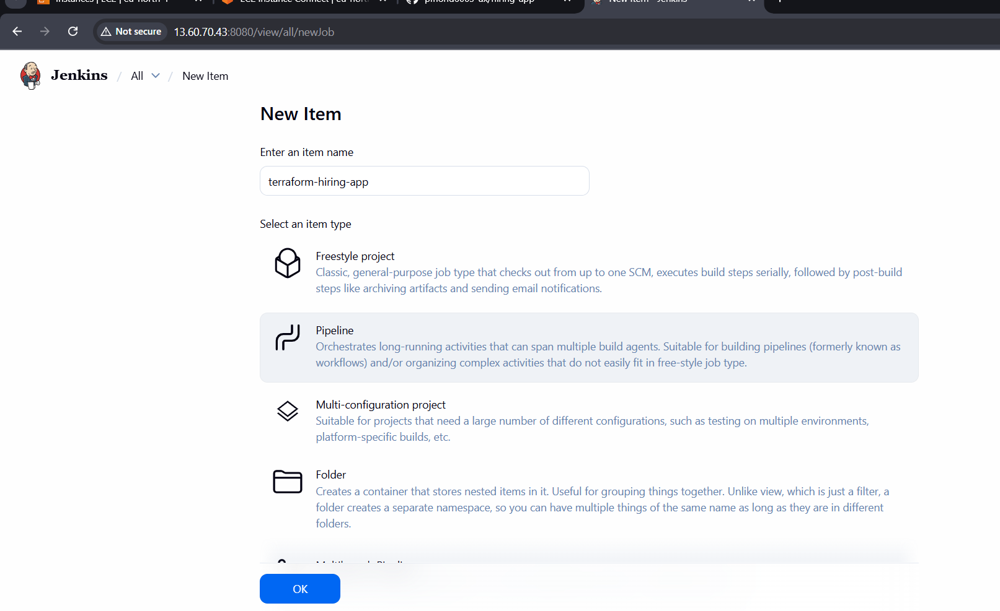 Not secure 13.60.70.43:8080/view/all/newJob
Jenkins / All / New Item
New Item
Enter an item name
terraform-hiring-app
Select an item type
Freestyle project
Classic, general-purpose job type that checks out from up to one SCM, executes build steps serially, followed by post-build
steps like archiving artifacts and sending email notifications.
Pipeline
Orchestrates long-running activities that can span multiple build agents. Suitable for building pipelines (formerly known as
workflows) and/or organizing complex activities that do not easily fit in free-style job type.
Multi-configuration project
Suitable for projects that need a large number of different configurations, such as testing on multiple environments,
platform-specific builds, etc.
Folder
Creates a container that stores nested items in it. Useful for grouping things together. Unlike view, which is just a filter, a
folder creates a separate namespace, so you can have multiple things of the same name as long as they are in different
folders.
OK